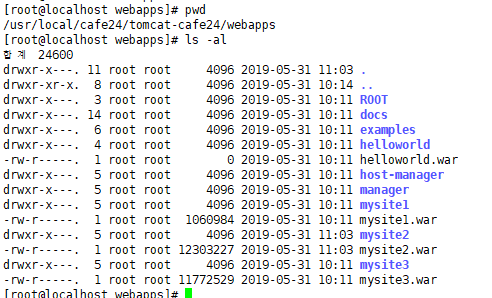 [root@localhost webapps]# pwd
/usr/local/cafe24/tomcat-cafe24/webapps
[root@localhost webapps]# ls -al
합계 24600
drwxr-x---. 11 root root 4096 2019-05-31 11:03 .
drwxr-xr-x. 8 root root 4096 2019-05-31 10:14 ..
drwxr-x---. 3 root root 4096 2019-05-31 10:11 ROOT
drwxr-x---. 14 root root 4096 2019-05-31 10:11 docs
drwxr-x---. 6 root root 4096 2019-05-31 10:11 examples
drwxr-x---. 4 root root 4096 2019-05-31 10:11 helloworld
-rw-r-----. 1 root root 0 2019-05-31 10:11 helloworld.war
drwxr-x---. 5 root root 4096 2019-05-31 10:11 host-manager
drwxr-x---. 5 root root 4096 2019-05-31 10:11 manager
drwxr-x---. 5 root root 4096 2019-05-31 10:11 mysite1
-rw-r-----. 1 root root 1060984 2019-05-31 10:11 mysite1.war
drwxr-x---. 5 root root 4096 2019-05-31 11:03 mysite2
-rw-r-----. 1 root root 12303227 2019-05-31 11:03 mysite2.war
drwxr-x---. 5 root root 4096 2019-05-31 10:11 mysite3
-rw-r-----. 1 root root 11772529 2019-05-31 10:11 mysite3.war
[root@localhost webapps]#